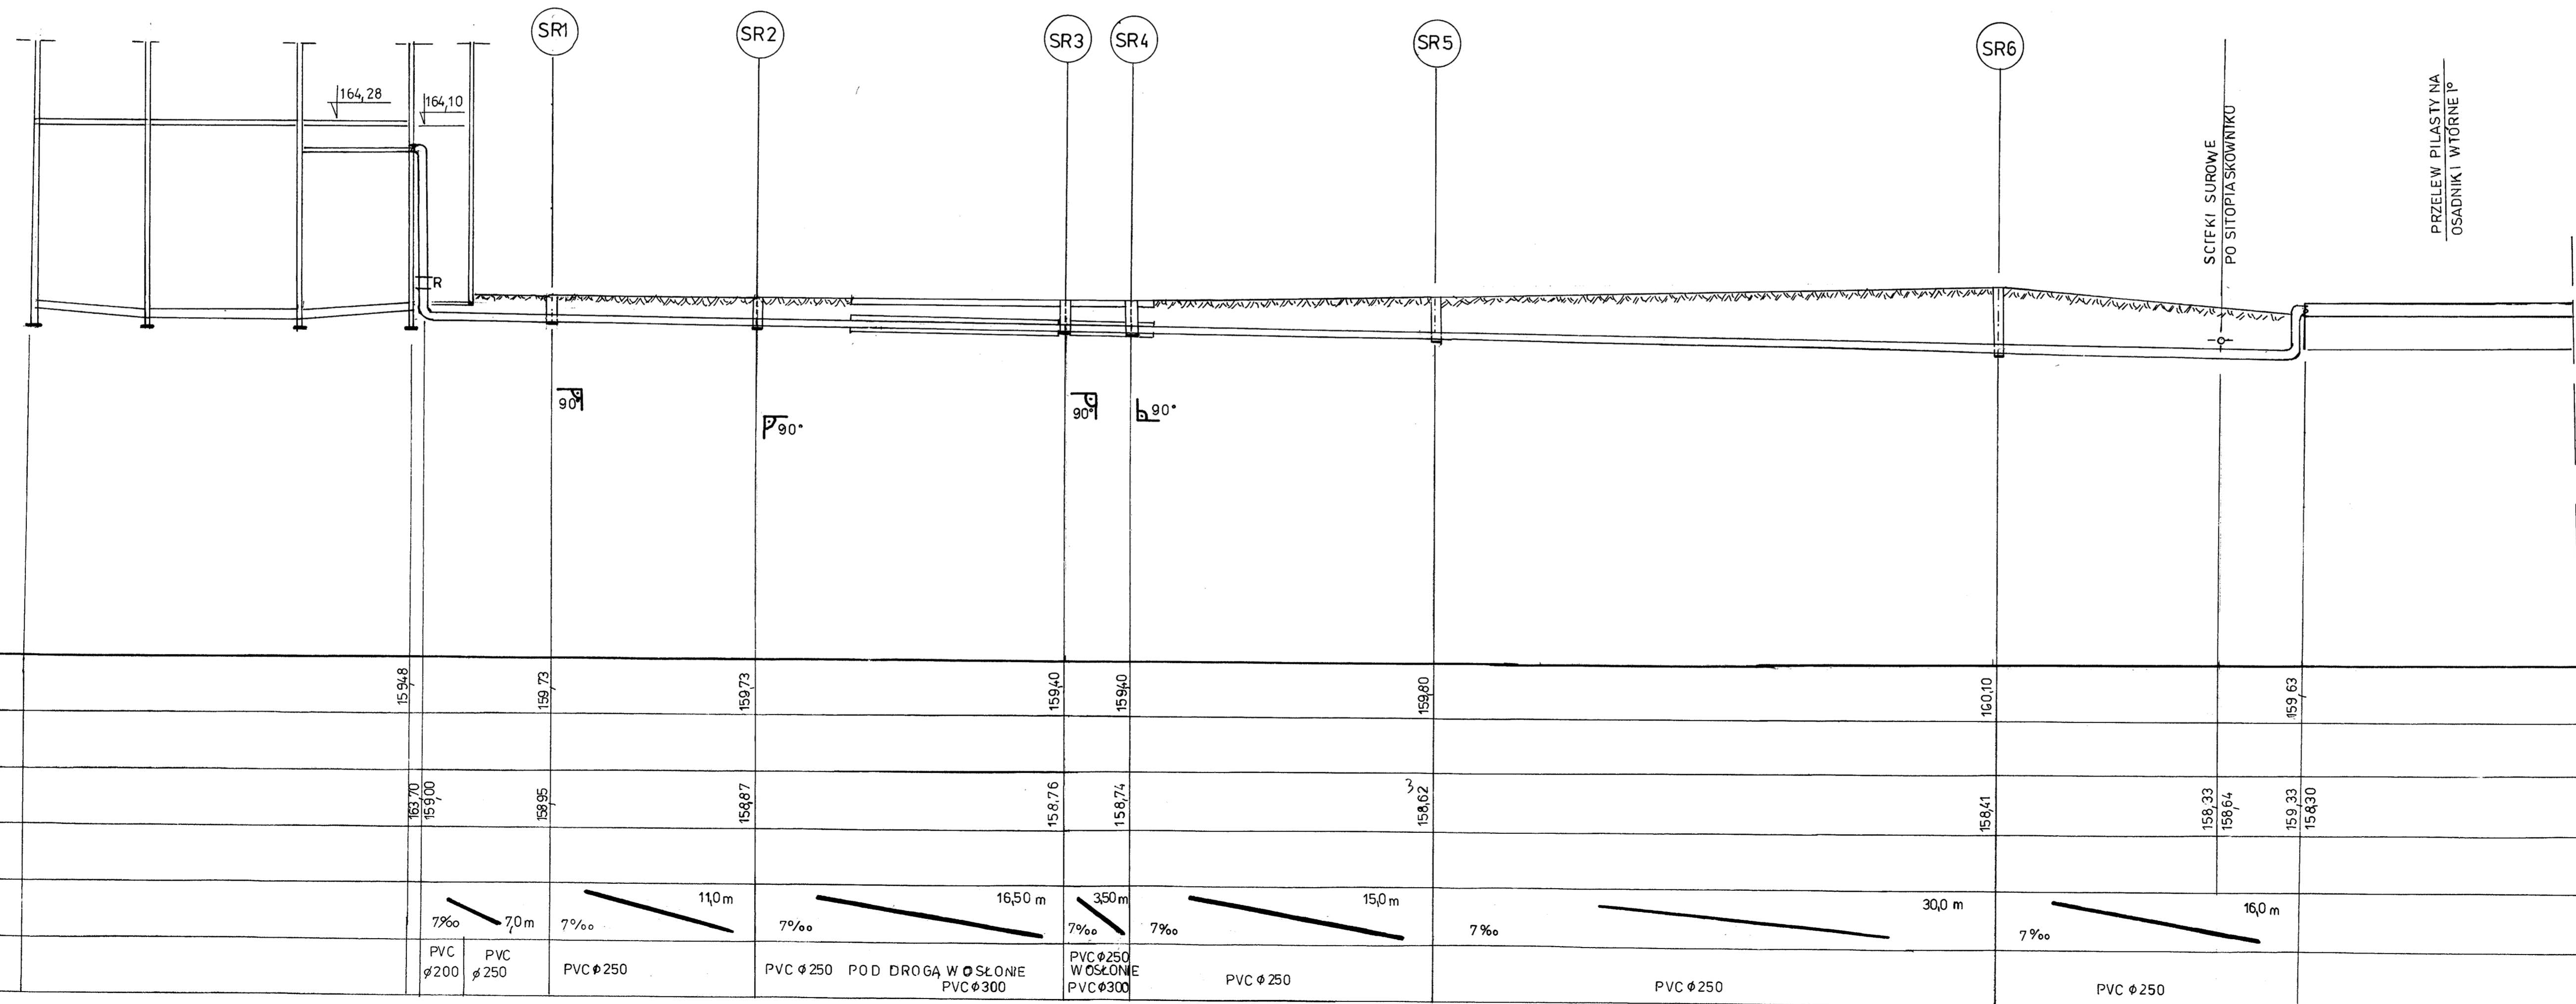 SR1
SR2
SR3
SR4
SR5
SR6
164,28
164,10
R
ŚCIEKI SUROWE
PO SITOPIASKOWNIKU
PRZELEW PILASTY NA
OSADNIKI WTÓRNE I°
90°
90°
90°
90°
159,48
159,73
159,73
159,40
159,40
159,80
160,10
159,63
163,70
159,00
158,95
158,87
158,76
158,74
3
158,62
158,41
158,33
158,64
159,33
158,30
7‰ 7,0 m
7‰ 11,0 m
7‰ 16,50 m
7‰ 3,50 m
7‰ 15,0 m
7‰ 30,0 m
7‰ 16,0 m
PVC
ϕ200
PVC
ϕ250
PVC ϕ250
PVC ϕ250 POD DROGĄ W OSŁONIE
PVC ϕ300
PVC ϕ250
W OSŁONIE
PVC ϕ300
PVC ϕ250
PVC ϕ250
PVC ϕ250